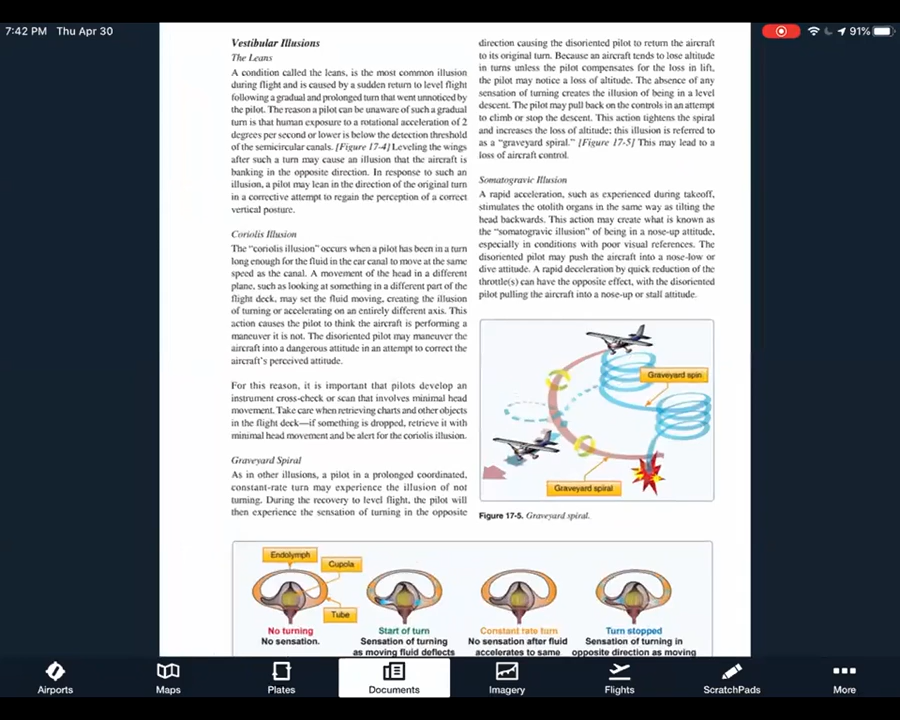 7:42 PM Thu Apr 30
91%
Vestibular Illusions
The Leans
A condition called the leans, is the most common illusion
during flight and is caused by a sudden return to level flight
following a gradual and prolonged turn that went unnoticed by
the pilot. The reason a pilot can be unaware of such a gradual
turn is that human exposure to a rotational acceleration of 2
degrees per second or lower is below the detection threshold
of the semicircular canals. [Figure 17-4] Leveling the wings
after such a turn may cause an illusion that the aircraft is
banking in the opposite direction. In response to such an
illusion, a pilot may lean in the direction of the original turn
in a corrective attempt to regain the perception of a correct
vertical posture.
Coriolis Illusion
The “coriolis illusion” occurs when a pilot has been in a turn
long enough for the fluid in the ear canal to move at the same
speed as the canal. A movement of the head in a different
plane, such as looking at something in a different part of the
flight deck, may set the fluid moving, creating the illusion
of turning or accelerating on an entirely different axis. This
action causes the pilot to think the aircraft is performing a
maneuver it is not. The disoriented pilot may maneuver the
aircraft into a dangerous attitude in an attempt to correct the
aircraft’s perceived attitude.
For this reason, it is important that pilots develop an
instrument cross-check or scan that involves minimal head
movement. Take care when retrieving charts and other objects
in the flight deck—if something is dropped, retrieve it with
minimal head movement and be alert for the coriolis illusion.
Graveyard Spiral
As in other illusions, a pilot in a prolonged coordinated,
constant-rate turn may experience the illusion of not
turning. During the recovery to level flight, the pilot will
then experience the sensation of turning in the opposite
direction causing the disoriented pilot to return the aircraft
to its original turn. Because an aircraft tends to lose altitude
in turns unless the pilot compensates for the loss in lift,
the pilot may notice a loss of altitude. The absence of any
sensation of turning creates the illusion of being in a level
descent. The pilot may pull back on the controls in an attempt
to climb or stop the descent. This action tightens the spiral
and increases the loss of altitude; this illusion is referred to
as a “graveyard spiral.” [Figure 17-5] This may lead to a
loss of aircraft control.
Somatogravic Illusion
A rapid acceleration, such as experienced during takeoff,
stimulates the otolith organs in the same way as tilting the
head backwards. This action may create what is known as
the “somatogravic illusion” of being in a nose-up attitude,
especially in conditions with poor visual references. The
disoriented pilot may push the aircraft into a nose-low or
dive attitude. A rapid deceleration by quick reduction of the
throttle(s) can have the opposite effect, with the disoriented
pilot pulling the aircraft into a nose-up or stall attitude.
Graveyard spin
Graveyard spiral
Figure 17-5. Graveyard spiral.
Endolymph
Cupola
Tube
No turning
No sensation.
Start of turn
Sensation of turning
as moving fluid deflects
Constant rate turn
No sensation after fluid
accelerates to same
Turn stopped
Sensation of turning in
opposite direction as moving
Airports
Maps
Plates
Documents
Imagery
Flights
ScratchPads
More